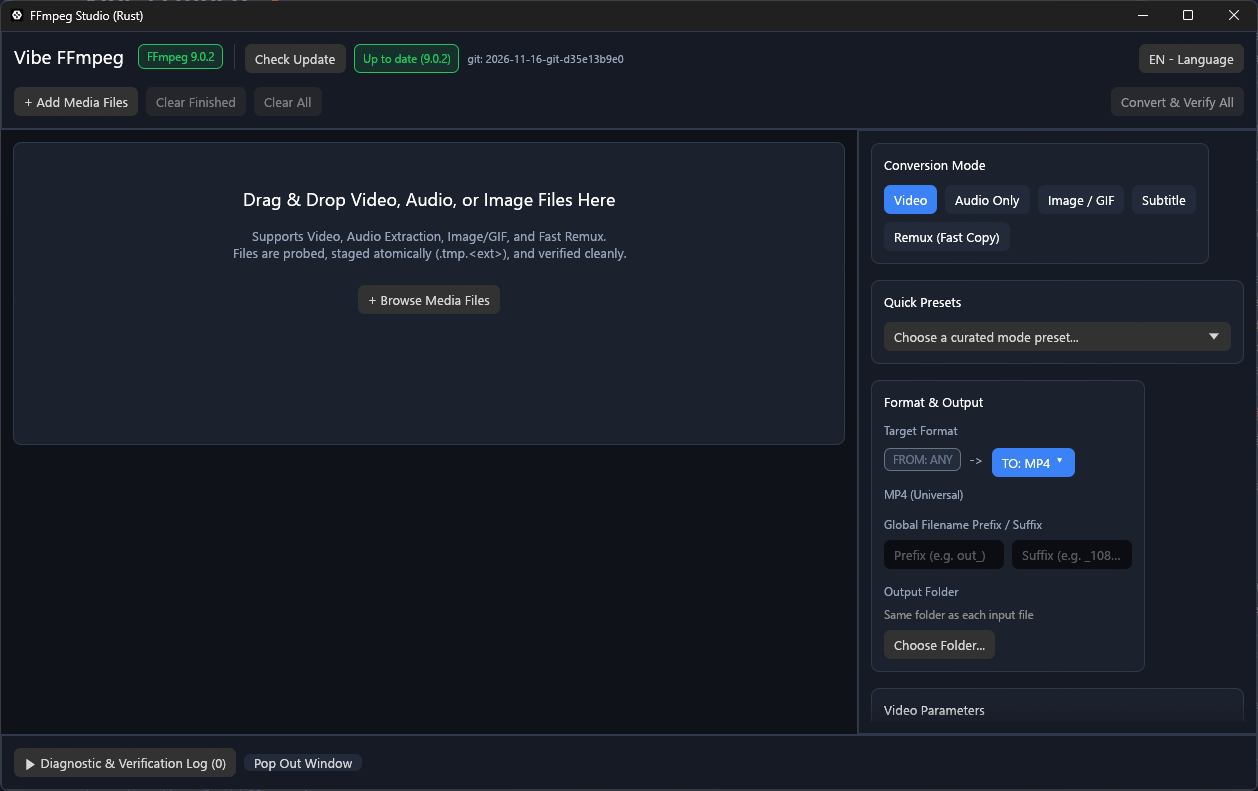 FFmpeg Studio (Rust)
Vibe FFmpeg FFmpeg 9.0.2 Check Update Up to date (9.0.2) git: 2026-11-16-git-d35e13b9e0 EN - Language
+ Add Media Files Clear Finished Clear All Convert & Verify All
Drag & Drop Video, Audio, or Image Files Here
Supports Video, Audio Extraction, Image/GIF, and Fast Remux.
Files are probed, staged atomically (.tmp.<ext>), and verified cleanly.
+ Browse Media Files
Conversion Mode
Video Audio Only Image / GIF Subtitle
Remux (Fast Copy)
Quick Presets
Choose a curated mode preset...
Format & Output
Target Format
FROM: ANY -> TO: MP4 ▼
MP4 (Universal)
Global Filename Prefix / Suffix
Prefix (e.g. out_) Suffix (e.g. _108...
Output Folder
Same folder as each input file
Choose Folder...
Video Parameters
▶ Diagnostic & Verification Log (0) Pop Out Window